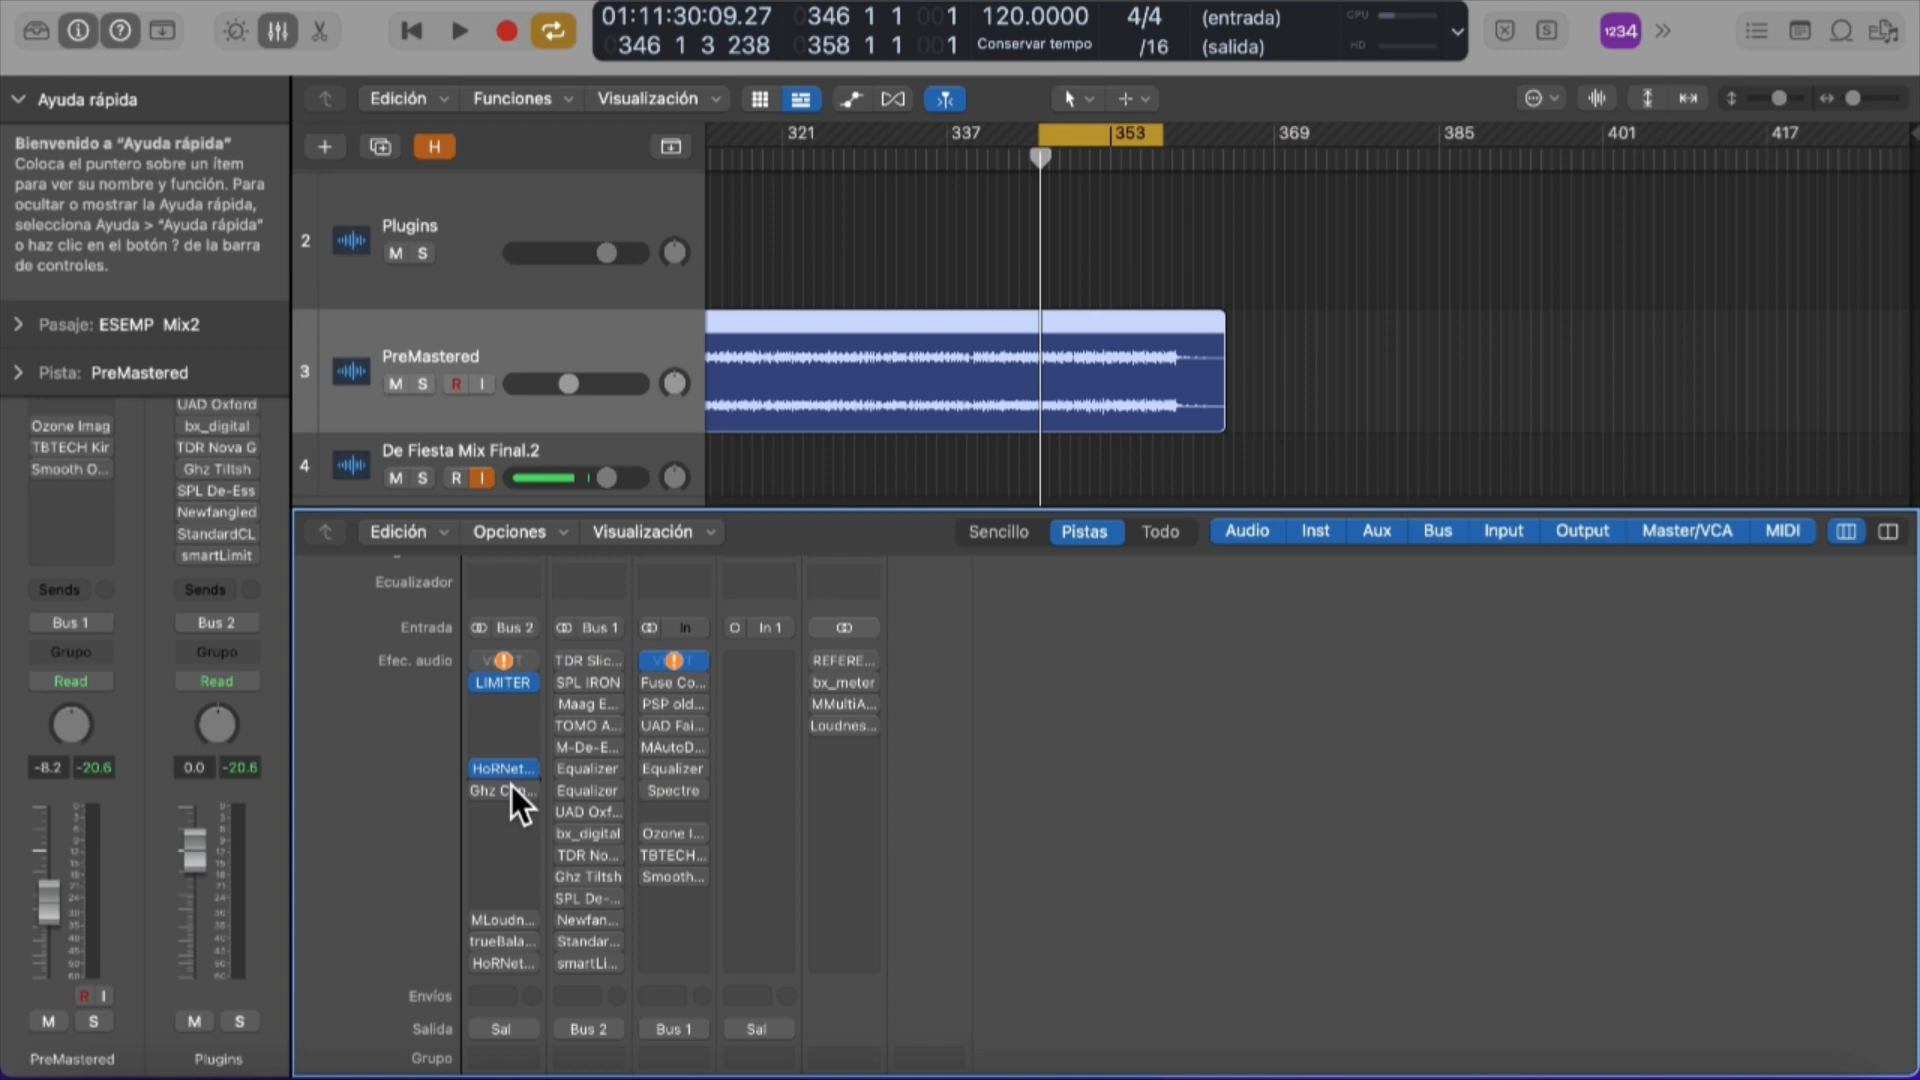 01:11:30:09.27
346 1 1 001
120.0000
4/4
(entrada)
CPU
346 1 3 238
358 1 1 001
Conservar tempo
/16
(salida)
HD
S
1234
Ayuda rápida
Bienvenido a “Ayuda rápida”
Coloca el puntero sobre un ítem
para ver su nombre y función. Para
ocultar o mostrar la Ayuda rápida,
selecciona Ayuda > “Ayuda rápida”
o haz clic en el botón ? de la barra
de controles.
Pasaje: ESEMP Mix2
Pista: PreMastered
Edición
Funciones
Visualización
H
321
337
353
369
385
401
417
2
Plugins
M S
3
PreMastered
M S R I
4
De Fiesta Mix Final.2
M S R I
UAD Oxford
Ozone Imag
bx_digital
TBTECH Kir
TDR Nova G
Smooth O...
Ghz Tiltsh
SPL De-Ess
Newfangled
StandardCL
smartLimit
Sends
Sends
Bus 1
Bus 2
Grupo
Grupo
Read
Read
-8.2
-20.6
0.0
-20.6
R I
M S
M S
PreMastered
Plugins
Edición
Opciones
Visualización
Sencillo
Pistas
Todo
Audio
Inst
Aux
Bus
Input
Output
Master/VCA
MIDI
Ecualizador
Entrada
Bus 2
Bus 1
In
In 1
Efec. audio
TDR Slic...
REFERE...
LIMITER
SPL IRON
Fuse Co...
bx_meter
Maag E...
PSP old...
MMultiA...
TOMO A...
UAD Fai...
Loudnes...
M-De-E...
MAutoD...
HoRNet...
Equalizer
Equalizer
Equalizer
Spectre
UAD Oxf...
bx_digital
Ozone I...
TDR No...
TBTECH...
Ghz Tiltsh
Smooth...
SPL De-...
MLoudn...
Newfan...
trueBala...
Standar...
HoRNet...
smartLi...
Envíos
Salida
Sal
Bus 2
Bus 1
Sal
Grupo